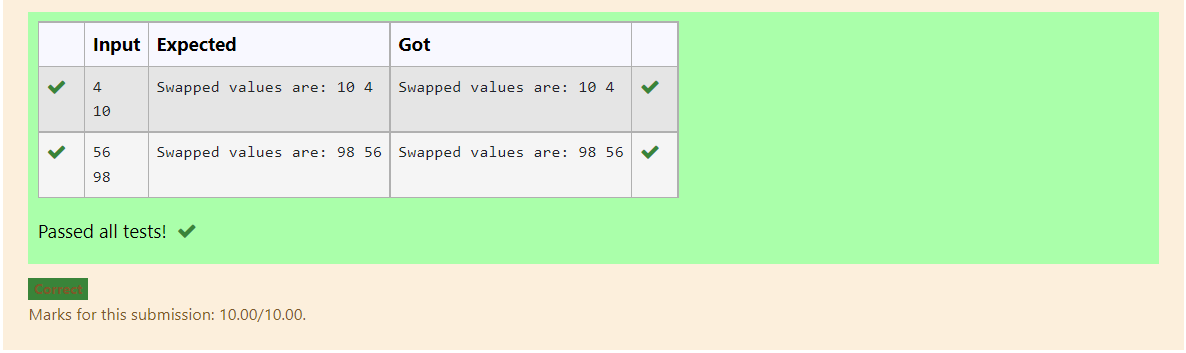 Input Expected Got
4 Swapped values are: 10 4 Swapped values are: 10 4
10
56 Swapped values are: 98 56 Swapped values are: 98 56
98
Passed all tests!
Correct
Marks for this submission: 10.00/10.00.